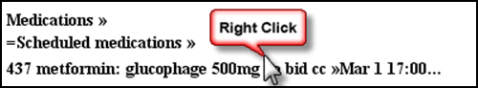 Medications »
Right Click
=Scheduled medications »
437 metformin: glucophage 500mg bid cc »Mar 1 17:00...